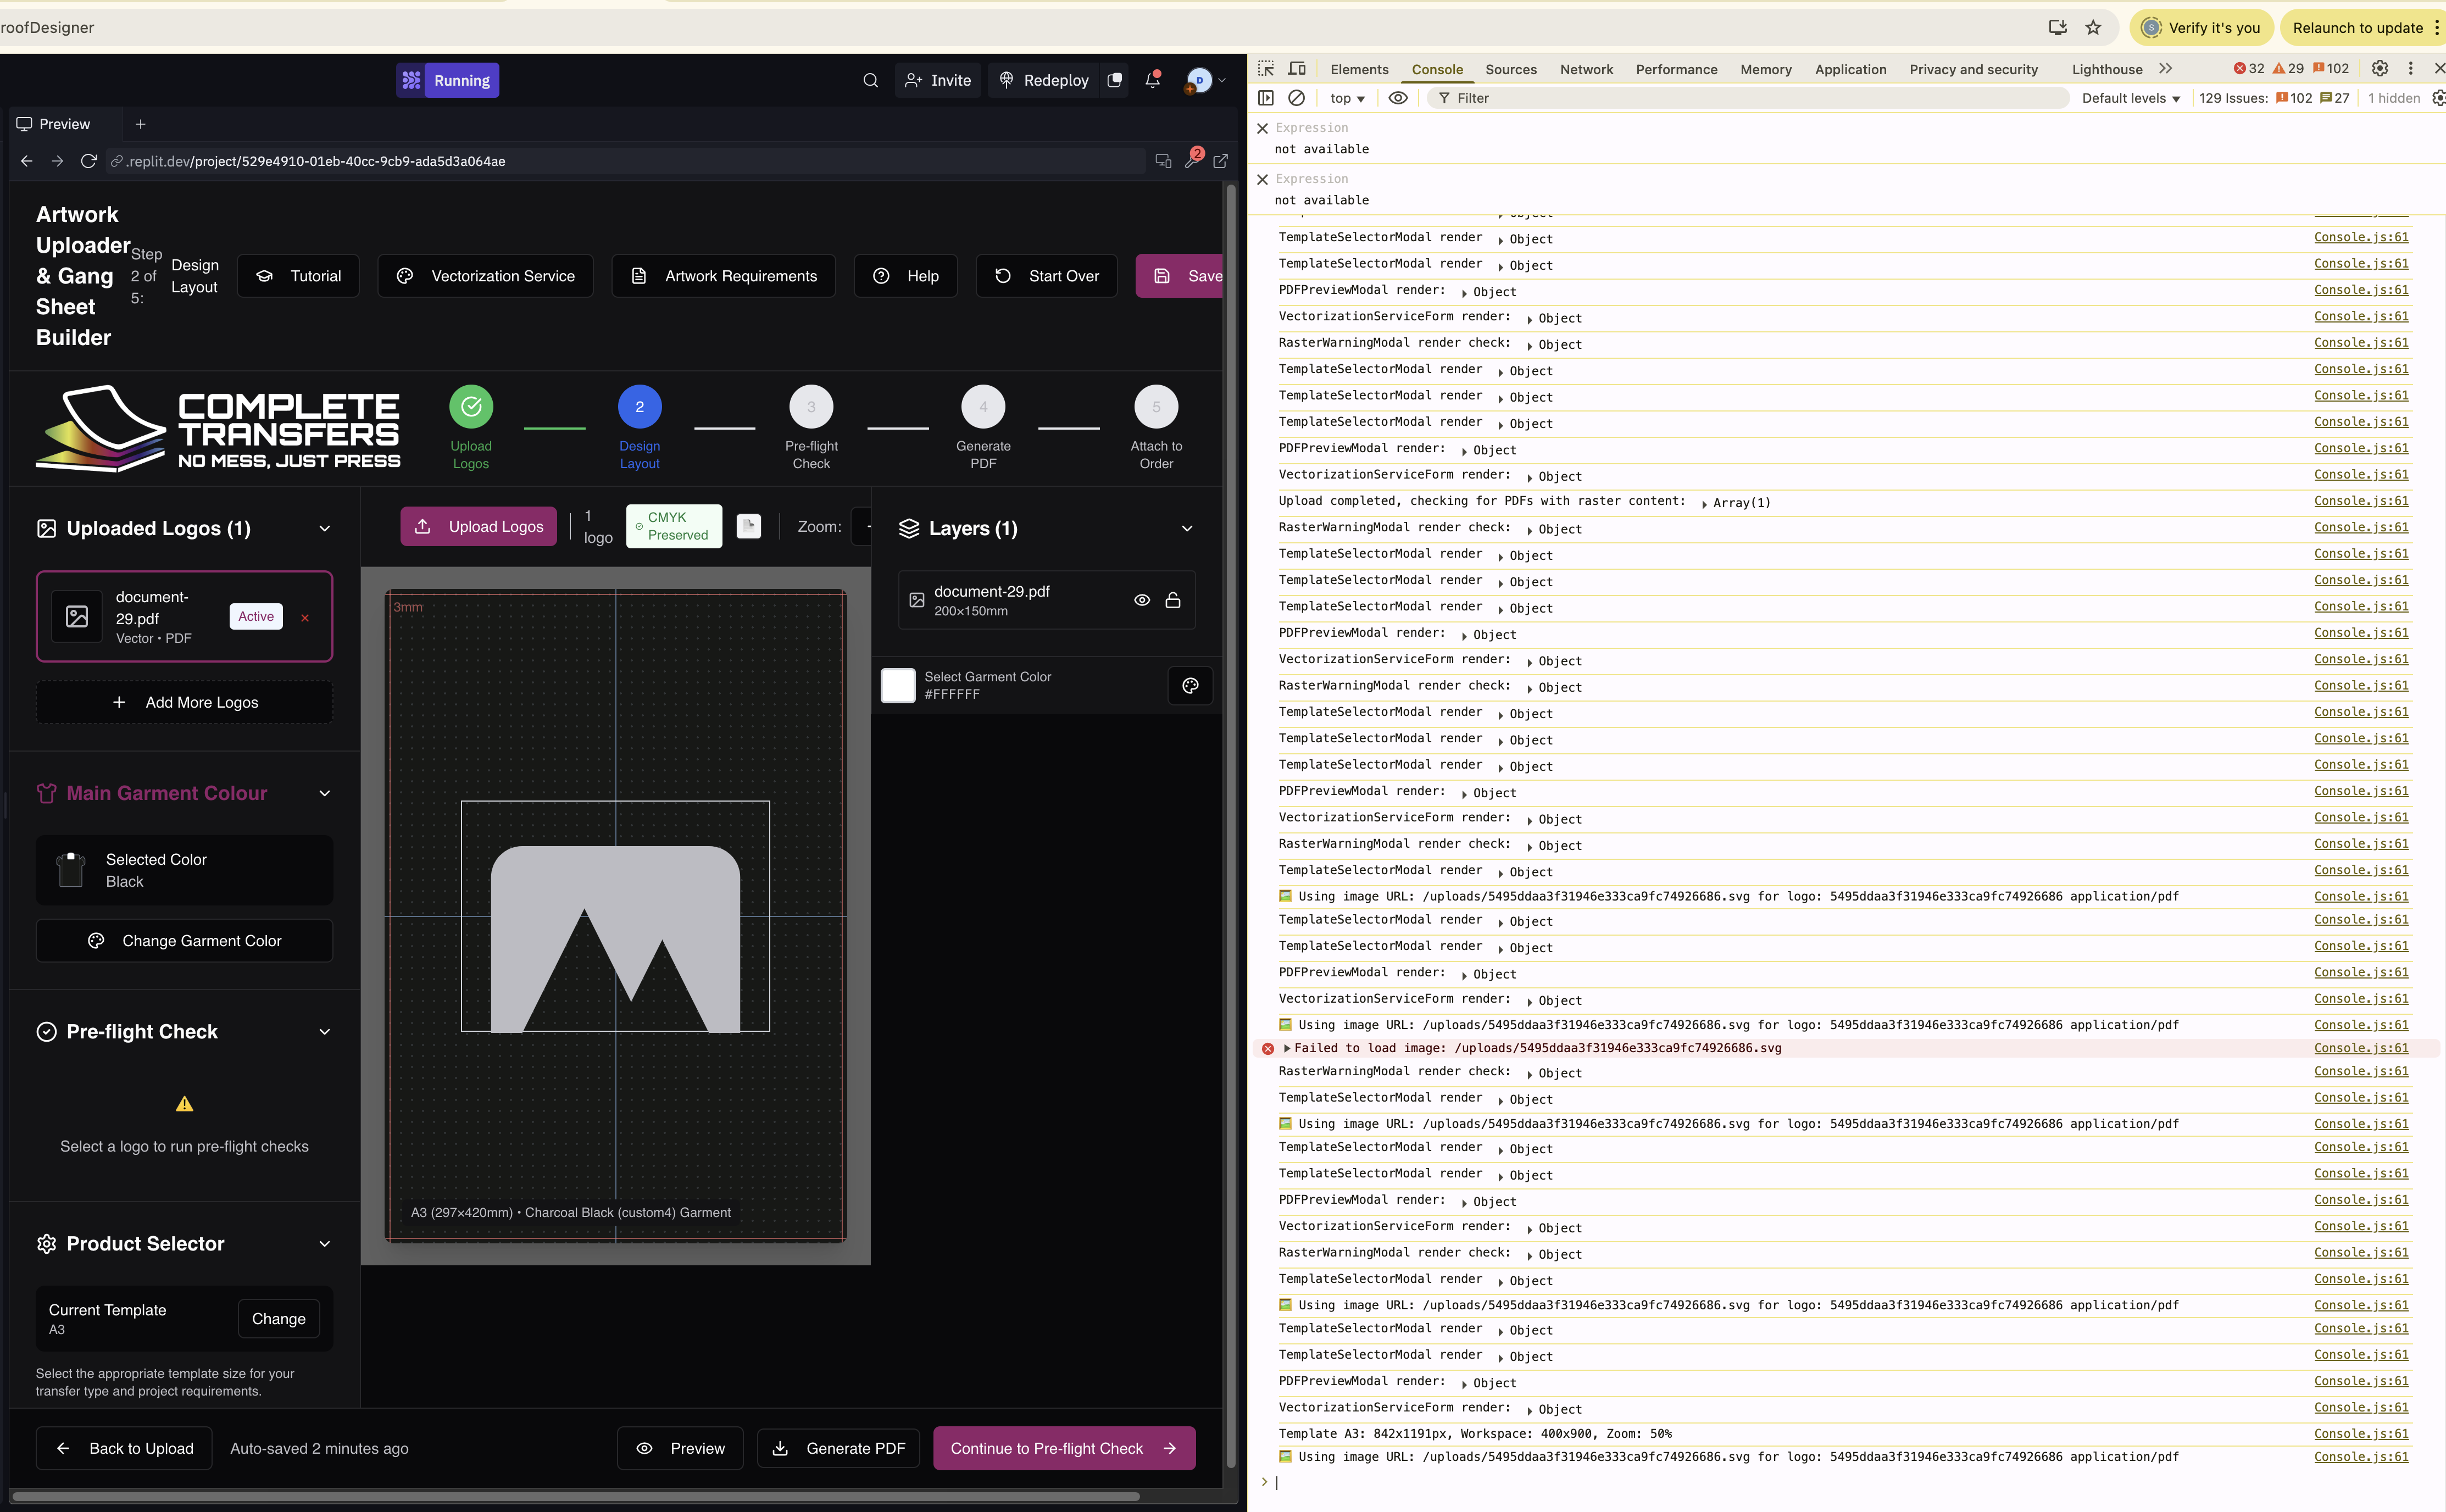 roofDesigner
Verify it's you
Relaunch to update
Running
Invite
Redeploy
D
Preview
.replit.dev/project/529e4910-01eb-40cc-9cb9-ada5d3a064ae
2
Artwork
Uploader
& Gang
Sheet
Builder
Step
2 of
5:
Design
Layout
Tutorial
Vectorization Service
Artwork Requirements
Help
Start Over
Save
COMPLETE
TRANSFERS
NO MESS, JUST PRESS
Upload
Logos
2
Design
Layout
3
Pre-flight
Check
4
Generate
PDF
5
Attach to
Order
Uploaded Logos (1)
document-
29.pdf
Vector • PDF
Active
Add More Logos
Main Garment Colour
Selected Color
Black
Change Garment Color
Pre-flight Check
Select a logo to run pre-flight checks
Product Selector
Current Template
A3
Change
Select the appropriate template size for your
transfer type and project requirements.
Upload Logos
1
logo
CMYK
Preserved
Zoom:
3mm
A3 (297×420mm) • Charcoal Black (custom4) Garment
Layers (1)
document-29.pdf
200×150mm
Select Garment Color
#FFFFFF
Back to Upload
Auto-saved 2 minutes ago
Preview
Generate PDF
Continue to Pre-flight Check
Elements
Console
Sources
Network
Performance
Memory
Application
Privacy and security
Lighthouse
32
29
102
top
Filter
Default levels
129 Issues:
102
27
1 hidden
Expression
not available
Expression
not available
TemplateSelectorModal render Object Console.js:61
TemplateSelectorModal render Object Console.js:61
PDFPreviewModal render: Object Console.js:61
VectorizationServiceForm render: Object Console.js:61
RasterWarningModal render check: Object Console.js:61
TemplateSelectorModal render Object Console.js:61
TemplateSelectorModal render Object Console.js:61
TemplateSelectorModal render Object Console.js:61
PDFPreviewModal render: Object Console.js:61
VectorizationServiceForm render: Object Console.js:61
Upload completed, checking for PDFs with raster content: Array(1) Console.js:61
RasterWarningModal render check: Object Console.js:61
TemplateSelectorModal render Object Console.js:61
TemplateSelectorModal render Object Console.js:61
TemplateSelectorModal render Object Console.js:61
PDFPreviewModal render: Object Console.js:61
VectorizationServiceForm render: Object Console.js:61
RasterWarningModal render check: Object Console.js:61
TemplateSelectorModal render Object Console.js:61
TemplateSelectorModal render Object Console.js:61
TemplateSelectorModal render Object Console.js:61
PDFPreviewModal render: Object Console.js:61
VectorizationServiceForm render: Object Console.js:61
RasterWarningModal render check: Object Console.js:61
TemplateSelectorModal render Object Console.js:61
Using image URL: /uploads/5495ddaa3f31946e333ca9fc74926686.svg for logo: 5495ddaa3f31946e333ca9fc74926686 application/pdf Console.js:61
TemplateSelectorModal render Object Console.js:61
TemplateSelectorModal render Object Console.js:61
PDFPreviewModal render: Object Console.js:61
VectorizationServiceForm render: Object Console.js:61
Using image URL: /uploads/5495ddaa3f31946e333ca9fc74926686.svg for logo: 5495ddaa3f31946e333ca9fc74926686 application/pdf Console.js:61
Failed to load image: /uploads/5495ddaa3f31946e333ca9fc74926686.svg Console.js:61
RasterWarningModal render check: Object Console.js:61
TemplateSelectorModal render Object Console.js:61
Using image URL: /uploads/5495ddaa3f31946e333ca9fc74926686.svg for logo: 5495ddaa3f31946e333ca9fc74926686 application/pdf Console.js:61
TemplateSelectorModal render Object Console.js:61
TemplateSelectorModal render Object Console.js:61
PDFPreviewModal render: Object Console.js:61
VectorizationServiceForm render: Object Console.js:61
RasterWarningModal render check: Object Console.js:61
TemplateSelectorModal render Object Console.js:61
Using image URL: /uploads/5495ddaa3f31946e333ca9fc74926686.svg for logo: 5495ddaa3f31946e333ca9fc74926686 application/pdf Console.js:61
TemplateSelectorModal render Object Console.js:61
TemplateSelectorModal render Object Console.js:61
PDFPreviewModal render: Object Console.js:61
VectorizationServiceForm render: Object Console.js:61
Template A3: 842x1191px, Workspace: 400x900, Zoom: 50% Console.js:61
Using image URL: /uploads/5495ddaa3f31946e333ca9fc74926686.svg for logo: 5495ddaa3f31946e333ca9fc74926686 application/pdf Console.js:61